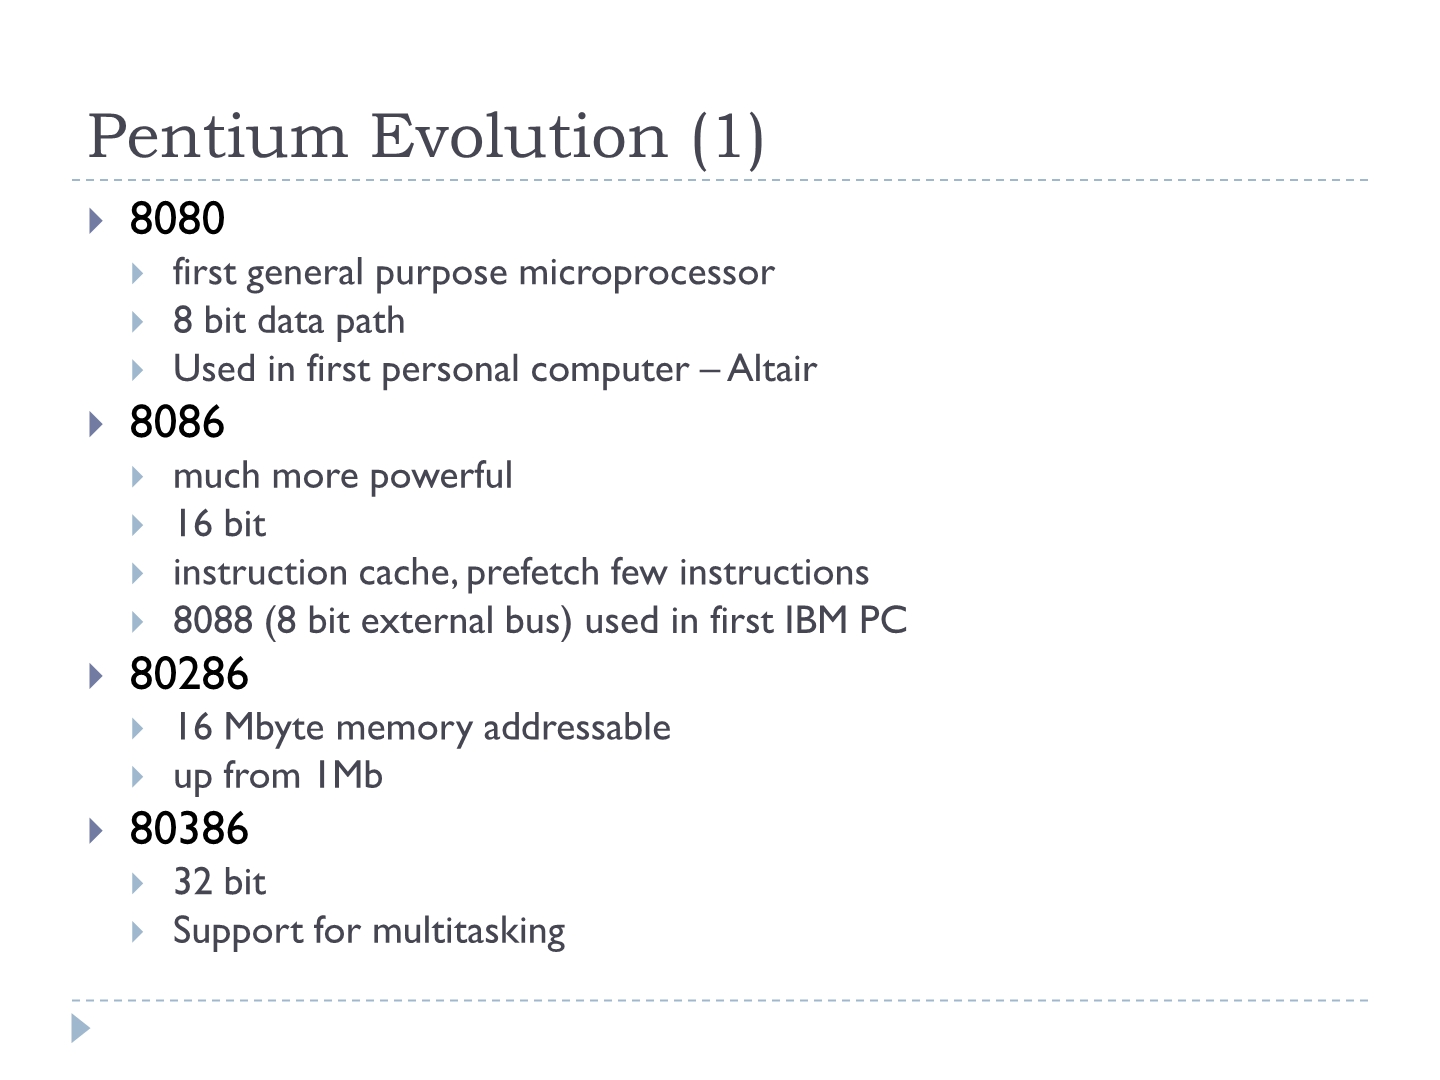 Pentium Evolution (1)
8080
first general purpose microprocessor
8 bit data path
Used in first personal computer – Altair
8086
much more powerful
16 bit
instruction cache, prefetch few instructions
8088 (8 bit external bus) used in first IBM PC
80286
16 Mbyte memory addressable
up from 1Mb
80386
32 bit
Support for multitasking